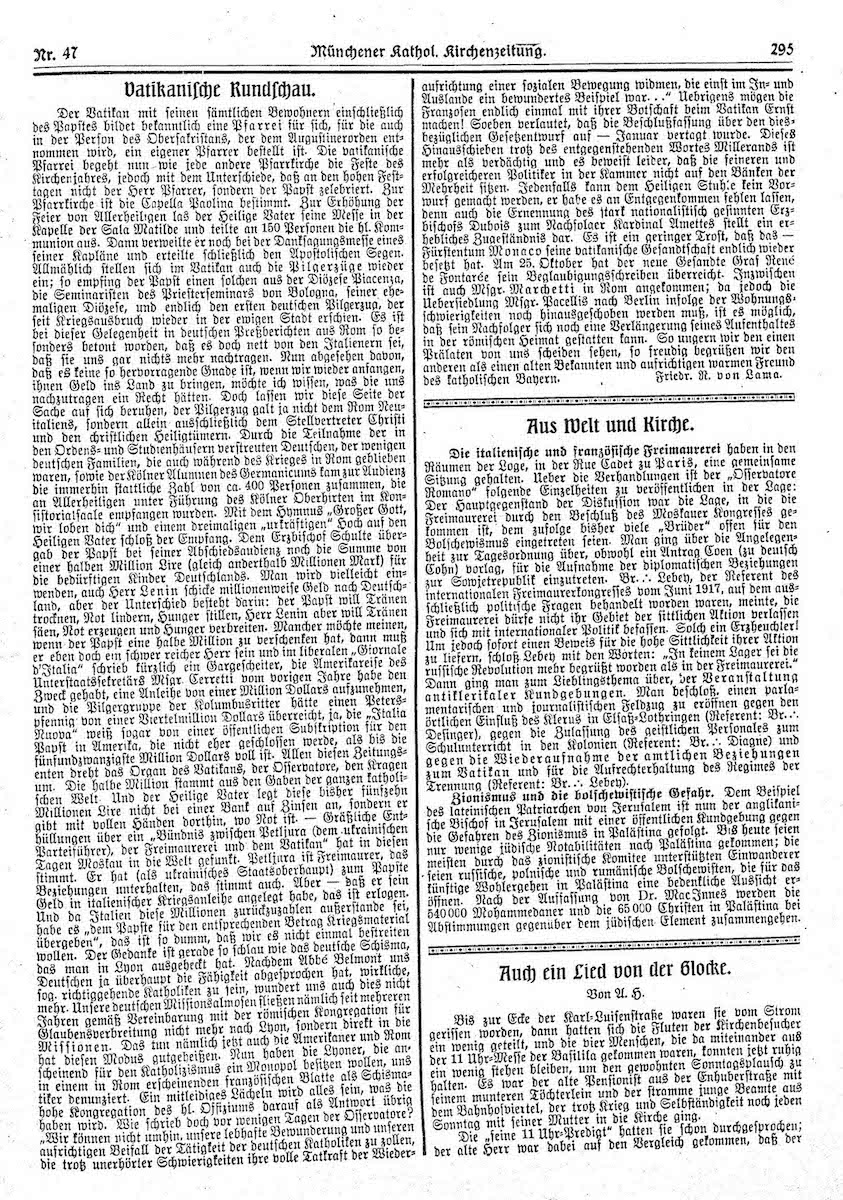 Nr. 47
Münchener Kathol. Kirchenzeitung.
295
Vatikanische Rundschau.
Der Vatikan mit seinen sämtlichen Bewohnern einschließlich
des Papstes bildet bekanntlich eine Pfarrei für sich, für die auch
in der Person des Obersakristans, der dem Augustinerorden ent-
nommen wird, ein eigener Pfarrer bestellt ist. Die vatikanische
Pfarrei begeht nun wie jede andere Pfarrkirche die Feste des
Kirchenjahres, jedoch mit dem Unterschiede, daß an den hohen Fest-
tagen nicht der Herr Pfarrer, sondern der Papst zelebriert. Zur
Pfarrkirche ist die Capella Paolina bestimmt. Zur Erhöhung der
Feier von Allerheiligen las der Heilige Vater seine Messe in der
Kapelle der Sala Matilde und teilte an 150 Personen die hl. Kom-
munion aus. Dann verweilte er noch bei der Danksagungsmesse eines
seiner Kapläne und erteilte schließlich den Apostolischen Segen.
Allmählich stellen sich im Vatikan auch die Pilgerzüge wieder
ein; so empfing der Papst einen solchen aus der Diözese Piacenza,
die Seminaristen des Priesterseminars von Bologna, seiner ehe-
maligen Diözese, und endlich den ersten deutschen Pilgerzug, der
seit Kriegsausbruch wieder in der ewigen Stadt erschien. Es ist
bei dieser Gelegenheit in deutschen Preßberichten aus Rom so be-
sonders betont worden, daß es doch nett von den Italienern sei,
daß sie uns gar nichts mehr nachtragen. Nun abgesehen davon,
daß es keine so hervorragende Gnade ist, wenn wir wieder anfangen,
ihnen Geld ins Land zu bringen, möchte ich wissen, was die uns
nachzutragen ein Recht hätten. Doch lassen wir diese Seite der
Sache auf sich beruhen, der Pilgerzug galt ja nicht dem Rom Neu-
italiens, sondern allein ausschließlich dem Stellvertreter Christi
und den christlichen Heiligtümern. Durch die Teilnahme der in
den Ordens- und Studienhäusern verstreuten Deutschen, der wenigen
deutschen Familien, die auch während des Krieges in Rom geblieben
waren, sowie der Kölner Alumnen des Germanicums kam zur Audienz
die immerhin stattliche Zahl von ca. 400 Personen zusammen, die
an Allerheiligen unter Führung des Kölner Oberhirten im Kon-
sistorialsaale empfangen wurden. Mit dem Hymnus „Großer Gott,
wir loben dich“ und einem dreimaligen „urkräftigen“ Hoch auf den
Heiligen Vater schloß der Empfang. Dem Erzbischof Schulte über-
gab der Papst bei seiner Abschiedsaudienz noch die Summe von
einer halben Million Lire (gleich anderthalb Millionen Mark) für
die bedürftigen Kinder Deutschlands. Man wird vielleicht ein-
wenden, auch Herr Lenin schicke millionenweise Geld nach Deutsch-
land, aber der Unterschied besteht darin: der Papst will Tränen
trocknen, Not lindern, Hunger stillen, Herr Lenin aber will Tränen
säen, Not erzeugen und Hunger verbreiten. Mancher möchte meinen,
wenn der Papst eine halbe Million zu verschenken hat, dann muß
er eben doch ein schwer reicher Herr sein und im liberalen „Giornale
d'Italia“ schrieb kürzlich ein Gargescheiter, die Amerikareise des
Unterstaatssekretärs Msgr. Cerretti vom vorigen Jahre habe den
Zweck gehabt, eine Anleihe von einer Million Dollars aufzunehmen,
und die Pilgergruppe der Kolumbusritter hätte einen Peters-
pfennig von einer Viertelmillion Dollars überreicht, ja, die „Italia
Nuova“ weiß sogar von einer öffentlichen Subskription für den
Papst in Amerika, die nicht eher geschlossen werde, als bis die
fünfundzwanzigste Million Dollars voll ist. Allen diesen Zeitungs-
enten dreht das Organ des Vatikans, der Osservatore, den Kragen
um. Die halbe Million stammt aus den Gaben der ganzen katholi-
schen Welt. Und der Heilige Vater legt diese bisher fünfzehn
Millionen Lire nicht bei einer Bank auf Zinsen an, sondern er
gibt mit vollen Händen dorthin, wo Not ist. — Gräßliche Ent-
hüllungen über ein „Bündnis zwischen Petljura (dem ukrainischen
Parteiführer), der Freimaurerei und dem Vatikan“ hat in diesen
Tagen Moskau in die Welt gefunkt. Petljura ist Freimaurer, das
stimmt. Er hat (als ukrainisches Staatsoberhaupt) zum Papste
Beziehungen unterhalten, das stimmt auch. Aber — daß er sein
Geld in italienischer Kriegsanleihe angelegt habe, das ist erlogen.
Und da Italien diese Millionen zurückzuzahlen außerstande sei,
habe es „dem Papste für den entsprechenden Betrag Kriegsmaterial
übergeben“, das ist so dumm, daß wir es nicht einmal bestreiten
wollen. Der Gedanke ist gerade so schlau wie das deutsche Schisma,
das man in Lyon ausgeheckt hat. Nachdem Abbé Belmont uns
Deutschen ja überhaupt die Fähigkeit abgesprochen hat, wirkliche,
sog. richtiggehende Katholiken zu sein, wundert uns auch dies nicht
mehr. Unsere deutschen Missionsalmosen fließen nämlich seit mehreren
Jahren gemäß Vereinbarung mit der römischen Kongregation für
Glaubensverbreitung nicht mehr nach Lyon, sondern direkt in die
Missionen. Das tun nämlich jetzt auch die Amerikaner und Rom
hat diesen Modus gutgeheißen. Nun haben die Lyoner, die an-
scheinend für den Katholizismus ein Monopol besitzen wollen, uns
in einem in Rom erscheinenden französischen Blatte als Schisma-
tiker denunziert. Ein mitleidiges Lächeln wird alles sein, was die
hohe Kongregation des hl. Offiziums darauf als Antwort übrig
haben wird. Wie schrieb doch vor wenigen Tagen der Osservatore?
„Wir können nicht umhin, unsere lebhafte Bewunderung und unseren
aufrichtigen Beifall der Tätigkeit der deutschen Katholiken zu zollen,
die trotz unerhörter Schwierigkeiten ihre volle Tatkraft der Wieder-
aufrichtung einer sozialen Bewegung widmen, die einst im In- und
Auslande ein bewundertes Beispiel war. . .“ Uebrigens mögen die
Franzosen endlich einmal mit ihrer Botschaft beim Vatikan Ernst
machen! Soeben verlautet, daß die Beschlußfassung über den dies-
bezüglichen Gesetzentwurf auf — Januar vertagt wurde. Dieses
Hinausschieben trotz des entgegenstehenden Wortes Millerands ist
mehr als verdächtig und es beweist leider, daß die feineren und
erfolgreicheren Politiker in der Kammer nicht auf den Bänken der
Mehrheit sitzen. Jedenfalls kann dem Heiligen Stuhle kein Vor-
wurf gemacht werden, er habe es an Entgegenkommen fehlen lassen,
denn auch die Ernennung des stark nationalistisch gesinnten Erz-
bischofs Dubois zum Nachfolger Kardinal Amettes stellt ein er-
hebliches Zugeständnis dar. Es ist ein geringer Trost, daß das —
Fürstentum Monaco seine vatikanische Gesandtschaft endlich wieder
besetzt hat. Am 25. Oktober hat der neue Gesandte Graf René
de Fontarce sein Beglaubigungsschreiben überreicht. Inzwischen
ist auch Msgr. Marchetti in Rom angekommen; da jedoch die
Uebersiedlung Msgr. Pacellis nach Berlin infolge der Wohnungs-
schwierigkeiten noch hinausgeschoben werden muß, ist es möglich,
daß sein Nachfolger sich noch eine Verlängerung seines Aufenthaltes
in der römischen Heimat gestatten kann. So ungern wir den einen
Prälaten von uns scheiden sehen, so freudig begrüßen wir den
anderen als einen alten Bekannten und aufrichtigen warmen Freund
des katholischen Bayern. Friedr. R. von Lama.
Aus Welt und Kirche.
Die italienische und französische Freimaurerei haben in den
Räumen der Loge, in der Rue Cadet zu Paris, eine gemeinsame
Sitzung gehalten. Ueber die Verhandlungen ist der „Osservatore
Romano“ folgende Einzelheiten zu veröffentlichen in der Lage:
Der Hauptgegenstand der Diskussion war die Lage, in die die
Freimaurerei durch den Beschluß des Moskauer Kongresses ge-
kommen ist, dem zufolge bisher viele „Brüder“ offen für den
Bolschewismus eingetreten seien. Man ging über die Angelegen-
heit zur Tagesordnung über, obwohl ein Antrag Coen (zu deutsch
Cohn) vorlag, für die Aufnahme der diplomatischen Beziehungen
zur Sowjetrepublik einzutreten. Br.∴ Lebey, der Referent des
internationalen Freimaurerkongresses vom Juni 1917, auf dem aus-
schließlich politische Fragen behandelt worden waren, meinte, die
Freimaurerei dürfe nicht ihr Gebiet der sittlichen Aktion verlassen
und sich mit internationaler Politik befassen. Solch ein Erzheuchler!
Um jedoch sofort einen Beweis für die hohe Sittlichkeit ihrer Aktion
zu liefern, schloß Lebey mit den Worten: „In keinem Lager sei die
russische Revolution mehr begrüßt worden als in der Freimaurerei.“
Dann ging man zum Lieblingsthema über, der Veranstaltung
antiklerikaler Kundgebungen. Man beschloß, einen parla-
mentarischen und journalistischen Feldzug zu eröffnen gegen den
örtlichen Einfluß des Klerus in Elsaß-Lothringen (Referent: Br.∴
Desinger), gegen die Zulassung des geistlichen Personales zum
Schulunterricht in den Kolonien (Referent: Br.∴ Diagne) und
gegen die Wiederaufnahme der amtlichen Beziehungen
zum Vatikan und für die Aufrechterhaltung des Regimes der
Trennung (Referent: Br.∴ Lebey).
Zionismus und die bolschewistische Gefahr. Dem Beispiel
des lateinischen Patriarchen vom Jerusalem ist nun der anglikani-
sche Bischof in Jerusalem mit einer öffentlichen Kundgebung gegen
die Gefahren des Zionismus in Palästina gefolgt. Bis heute seien
nur wenige jüdische Notabilitäten nach Palästina gekommen; die
meisten durch das zionistische Komitee unterstützten Einwanderer
seien russische, polnische und rumänische Bolschewisten, die für das
künftige Wohlergehen in Palästina eine bedenkliche Aussicht er-
öffnen. Nach der Auffassung von Dr. MacInnes werden die
540 000 Mohammedaner und die 65 000 Christen in Palästina bei
Abstimmungen gegenüber dem jüdischen Element zusammengehen.
Auch ein Lied von der Glocke.
Von A. H.
Bis zur Ecke der Karl-Luisenstraße waren sie vom Strom
gerissen worden, dann hatten sich die Fluten der Kirchenbesucher
ein wenig geteilt, und die vier Menschen, die da miteinander aus
der 11 Uhr-Messe der Basilika gekommen waren, konnten jetzt ruhig
ein wenig stehen bleiben, um den gewohnten Sonntagsplausch zu
halten. Es war der alte Pensionist aus der Enhuberstraße mit
seinem munteren Töchterlein und der stramme junge Beamte aus
dem Bahnhofviertel, der trotz Krieg und Selbständigkeit noch jeden
Sonntag mit seiner Mutter in die Kirche ging.
Die „seine 11 Uhr-Predigt“ hatten sie schon durchgesprochen;
der alte Herr war dabei auf den Vergleich gekommen, daß der